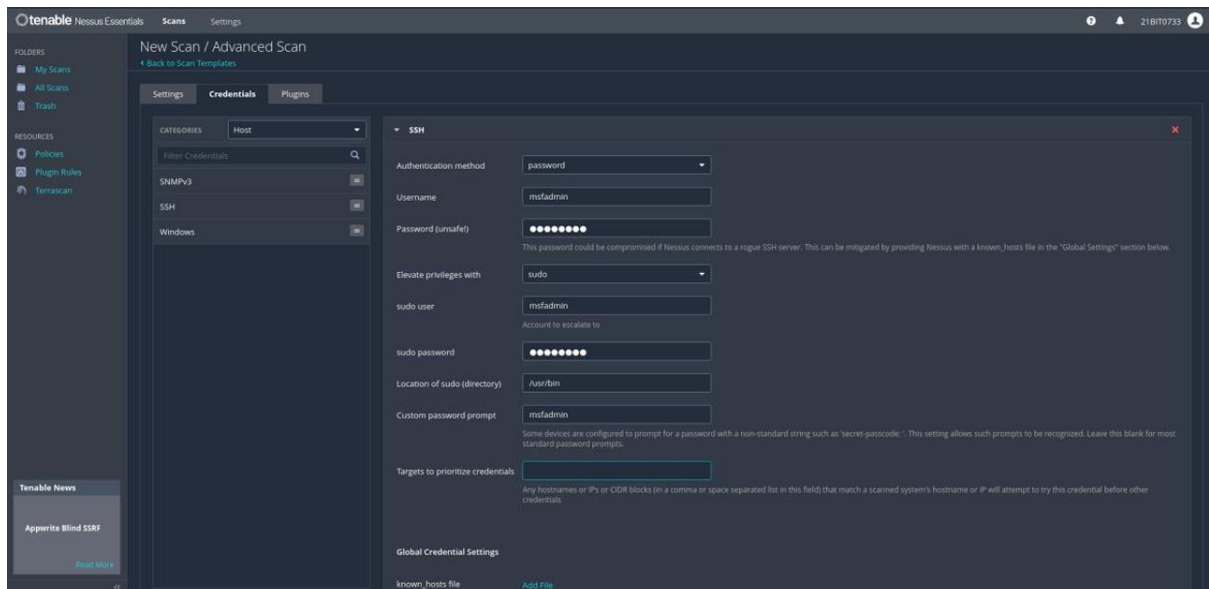 tenable Nessus Essentials Scans Settings 21BIT0733
FOLDERS
My Scans
All Scans
Trash
RESOURCES
Policies
Plugin Rules
Terrascan
Tenable News
Appwrite Blind SSRF
Read More
New Scan / Advanced Scan
Back to Scan Templates
Settings Credentials Plugins
CATEGORIES Host
Filter Credentials
SNMPv3 ∞
SSH ∞
Windows ∞
SSH
Authentication method password
Username msfadmin
Password (unsafe!) ●●●●●●●●
This password could be compromised if Nessus connects to a rogue SSH server. This can be mitigated by providing Nessus with a known_hosts file in the "Global Settings" section below.
Elevate privileges with sudo
sudo user msfadmin
Account to escalate to
sudo password ●●●●●●●●
Location of sudo (directory) /usr/bin
Custom password prompt msfadmin
Some devices are configured to prompt for a password with a non-standard string such as 'secret-passcode: '. This setting allows such prompts to be recognized. Leave this blank for most
standard password prompts.
Targets to prioritize credentials
Any hostnames or IPs or CIDR blocks (in a comma or space separated list in this field) that match a scanned system's hostname or IP will attempt to try this credential before other
credentials
Global Credential Settings
known_hosts file Add File